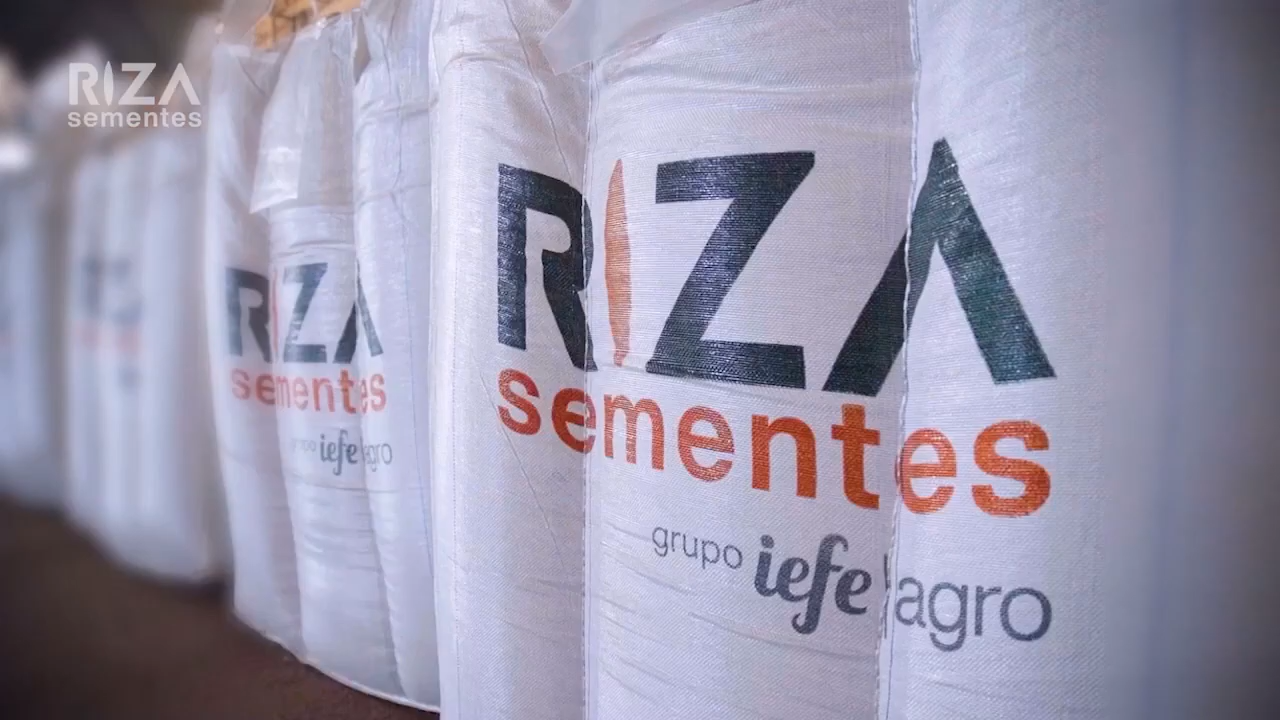 RIZA
sementes
RIZA
sementes
grupo iefe agro
RIZA
sementes
grupo iefe agro